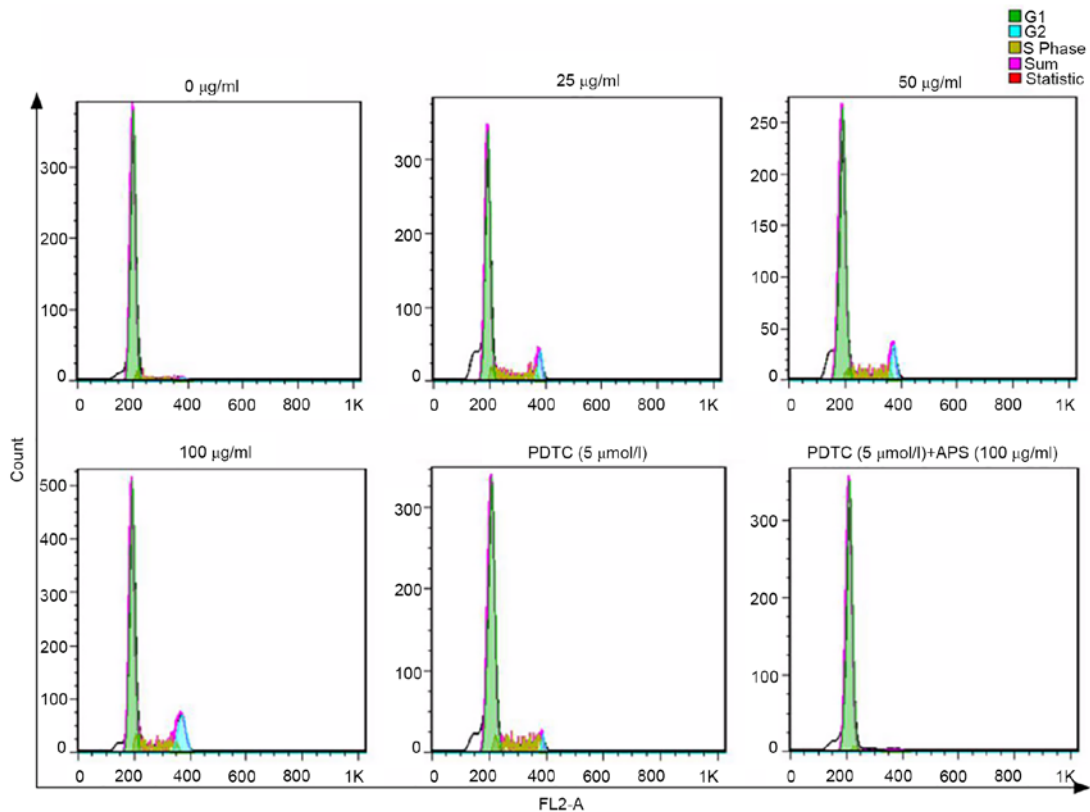 G1
G2
S Phase
Sum
Statistic
0 µg/ml
300
200
100
0
0 200 400 600 800 1K
25 µg/ml
300
200
100
0
0 200 400 600 800 1K
50 µg/ml
250
200
150
100
50
0
0 200 400 600 800 1K
100 µg/ml
500
400
300
200
100
0
0 200 400 600 800 1K
PDTC (5 µmol/l)
300
200
100
0
0 200 400 600 800 1K
PDTC (5 µmol/l)+APS (100 µg/ml)
300
200
100
0
0 200 400 600 800 1K
Count
FL2-A